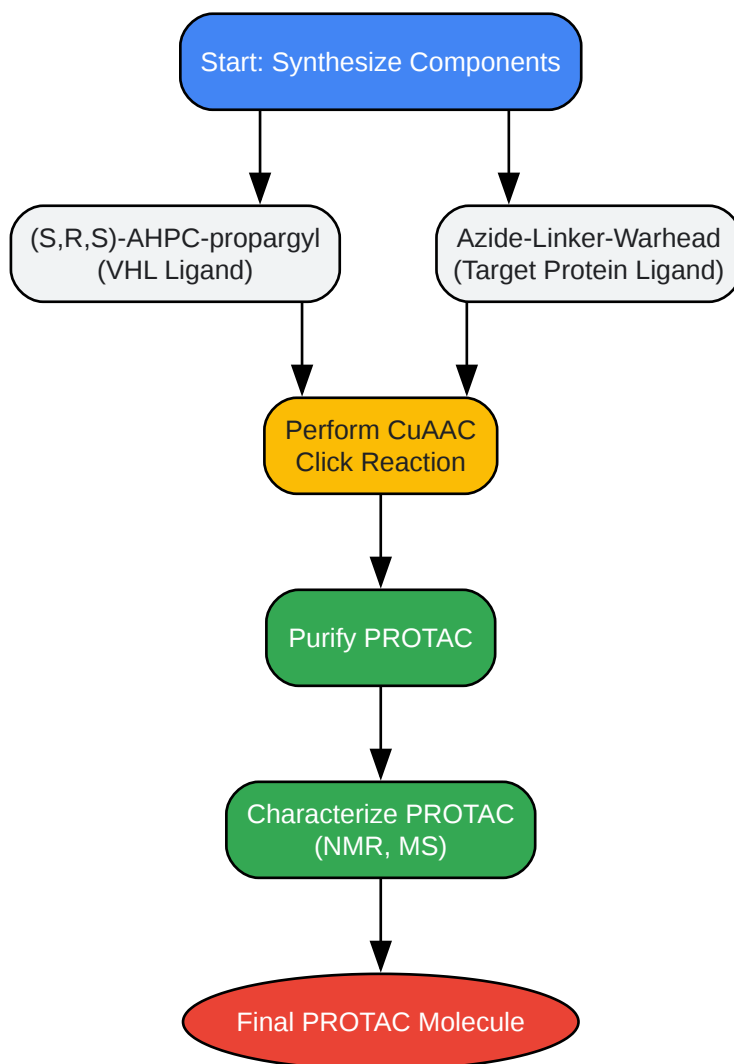 Start: Synthesize Components
(S,R,S)-AHPC-propargyl
(VHL Ligand)
Azide-Linker-Warhead
(Target Protein Ligand)
Perform CuAAC
Click Reaction
Purify PROTAC
Characterize PROTAC
(NMR, MS)
Final PROTAC Molecule